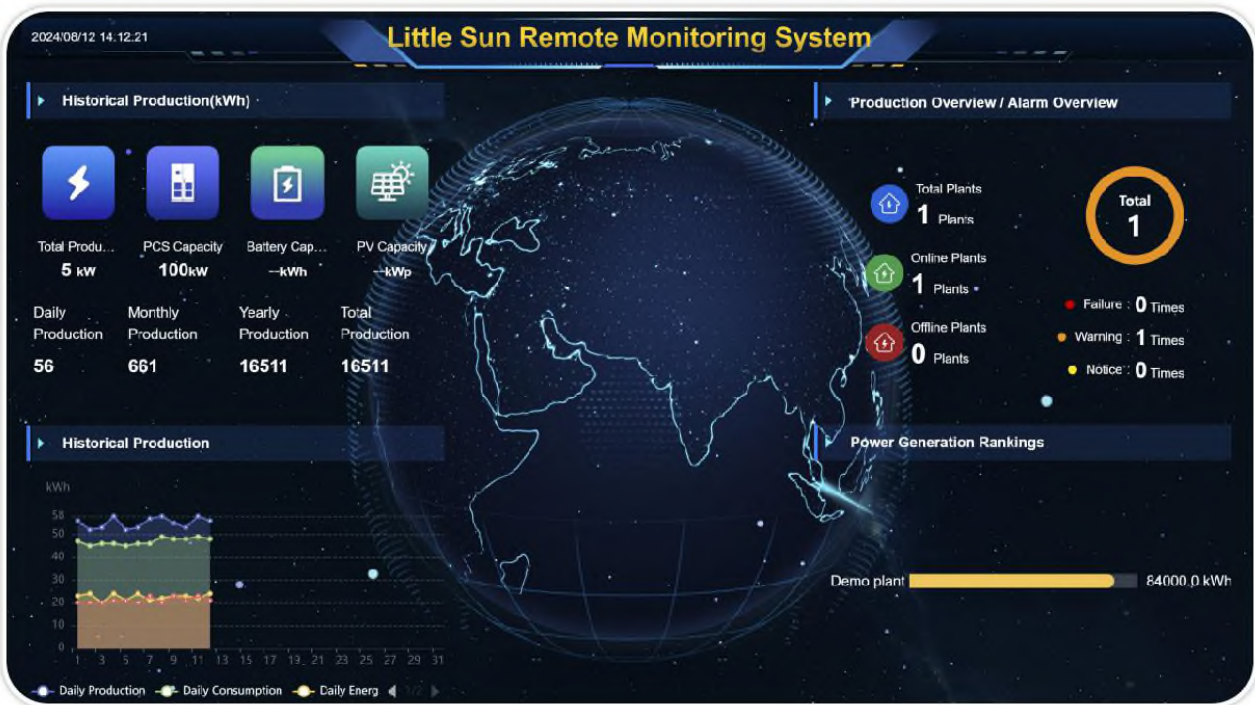 2024/08/12 14.12.21
Little Sun Remote Monitoring System
Historical Production(kWh)
Total Produ...
5 kW
PCS Capacity
100kW
Battery Cap...
--kWh
PV Capacity
--kWp
Daily
Production
56
Monthly
Production
661
Yearly
Production
16511
Total
Production
16511
Historical Production
kWh
58
50
40
30
20
10
0
1 3 5 7 9 11 13 15 17 19 21 23 25 27 29 31
Daily Production Daily Consumption Daily Energ 1/2
Production Overview / Alarm Overview
Total Plants
1 Plants
Online Plants
1 Plants
Offline Plants
0 Plants
Total
1
Failure : 0 Times
Warning : 1 Times
Notice : 0 Times
Power Generation Rankings
Demo plant 84000.0 kWh